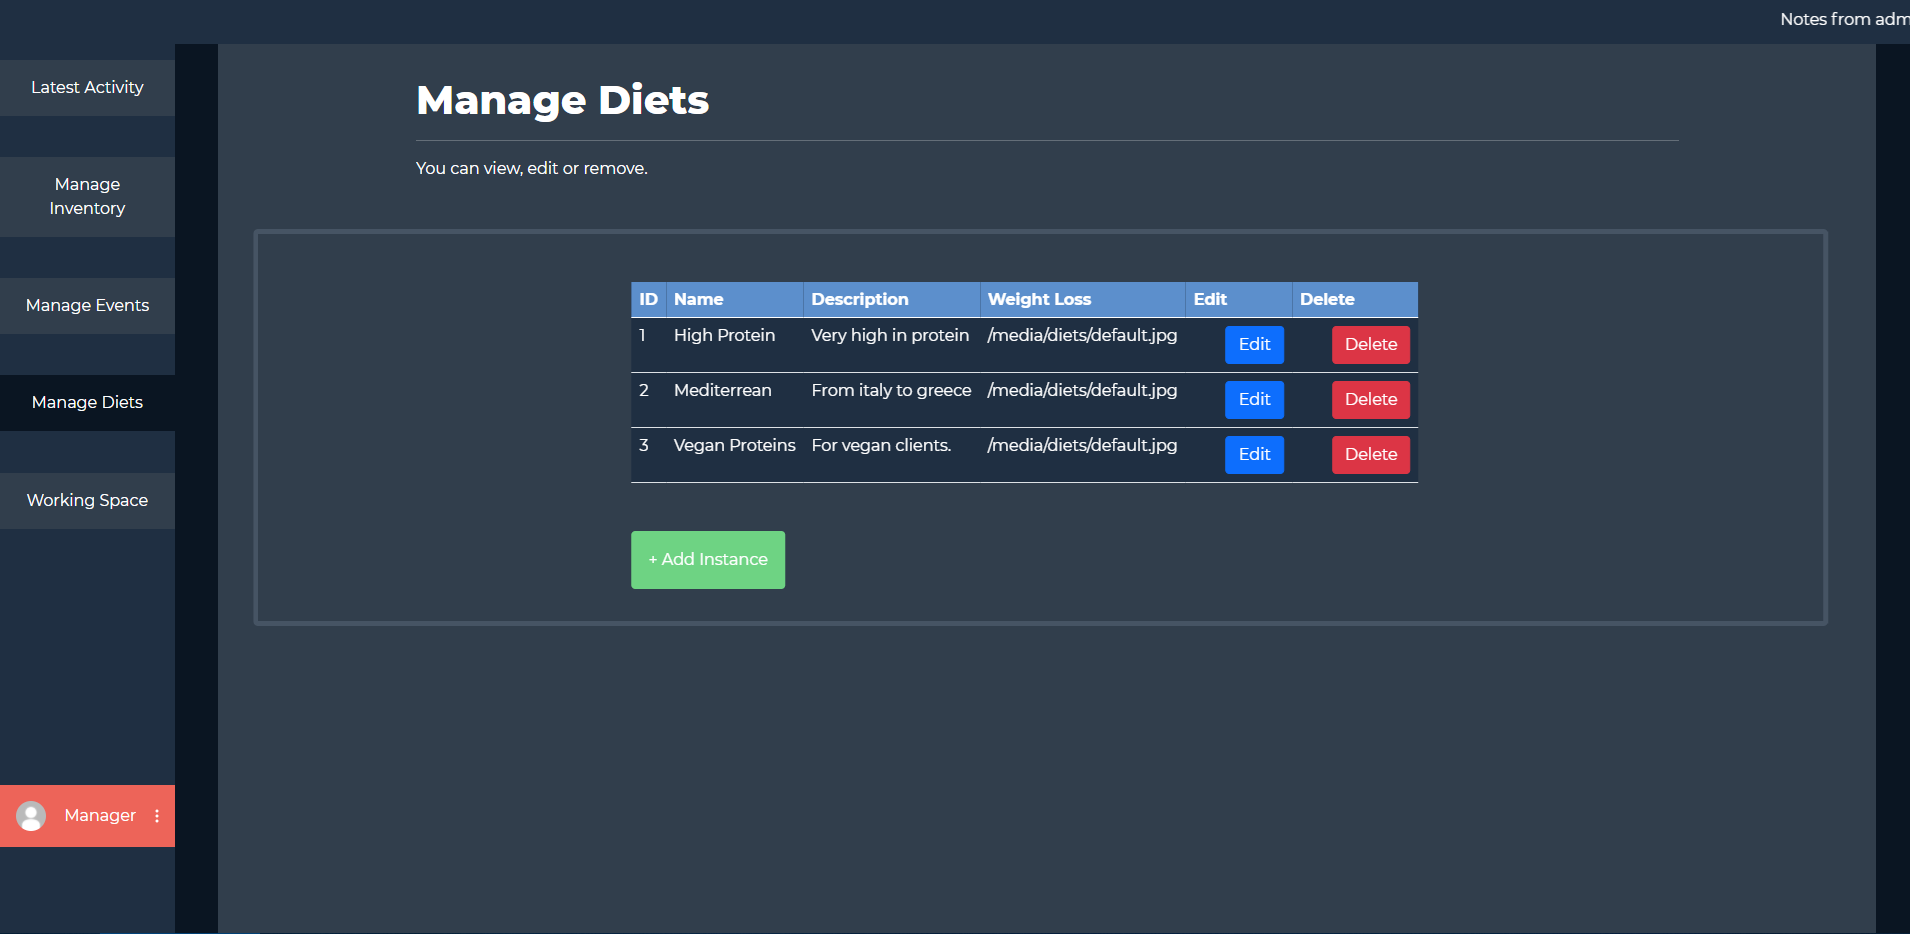 Notes from adm
Latest Activity
Manage
Inventory
Manage Events
Manage Diets
Working Space
Manager
Manage Diets
You can view, edit or remove.
ID Name Description Weight Loss Edit Delete
1 High Protein Very high in protein /media/diets/default.jpg Edit Delete
2 Mediterrean From italy to greece /media/diets/default.jpg Edit Delete
3 Vegan Proteins For vegan clients. /media/diets/default.jpg Edit Delete
+ Add Instance